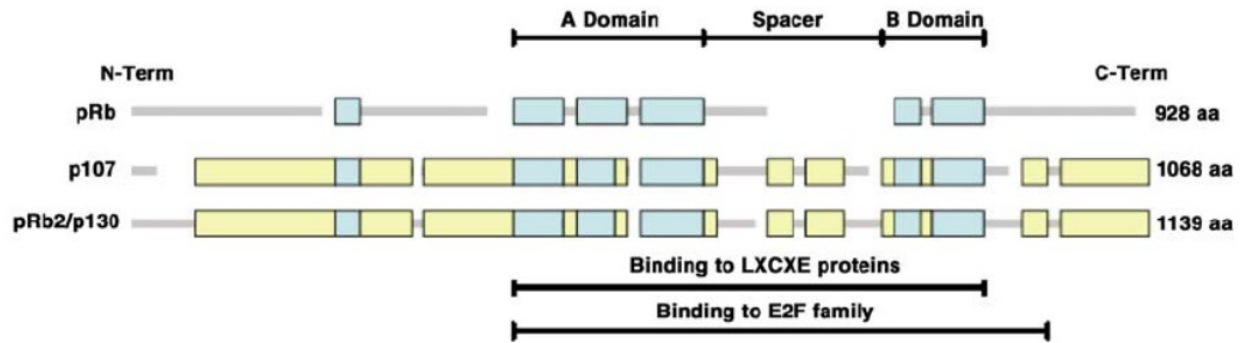 A Domain Spacer B Domain
N-Term C-Term
pRb 928 aa
p107 1068 aa
pRb2/p130 1139 aa
Binding to LXCXE proteins
Binding to E2F family